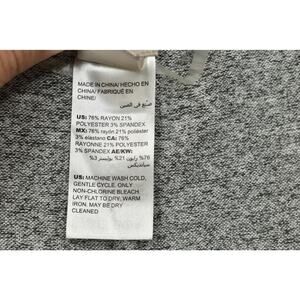 MADE IN CHINA/ HECHO EN
CHINA/ FABRIQUÉ EN
CHINE/
صنع في الصين
US: 76% RAYON 21%
POLYESTER 3% SPANDEX
MX: 76% rayón 21% poliéster
3% elastano CA: 76%
RAYONNE 21% POLYESTER
3% SPANDEX AE/KW:
76% رايون 21% بوليستر 3%
سباندیکس
US: MACHINE WASH COLD,
GENTLE CYCLE. ONLY
NON-CHLORINE BLEACH.
LAY FLAT TO DRY, WARM
IRON, MAY BE DRY
CLEANED